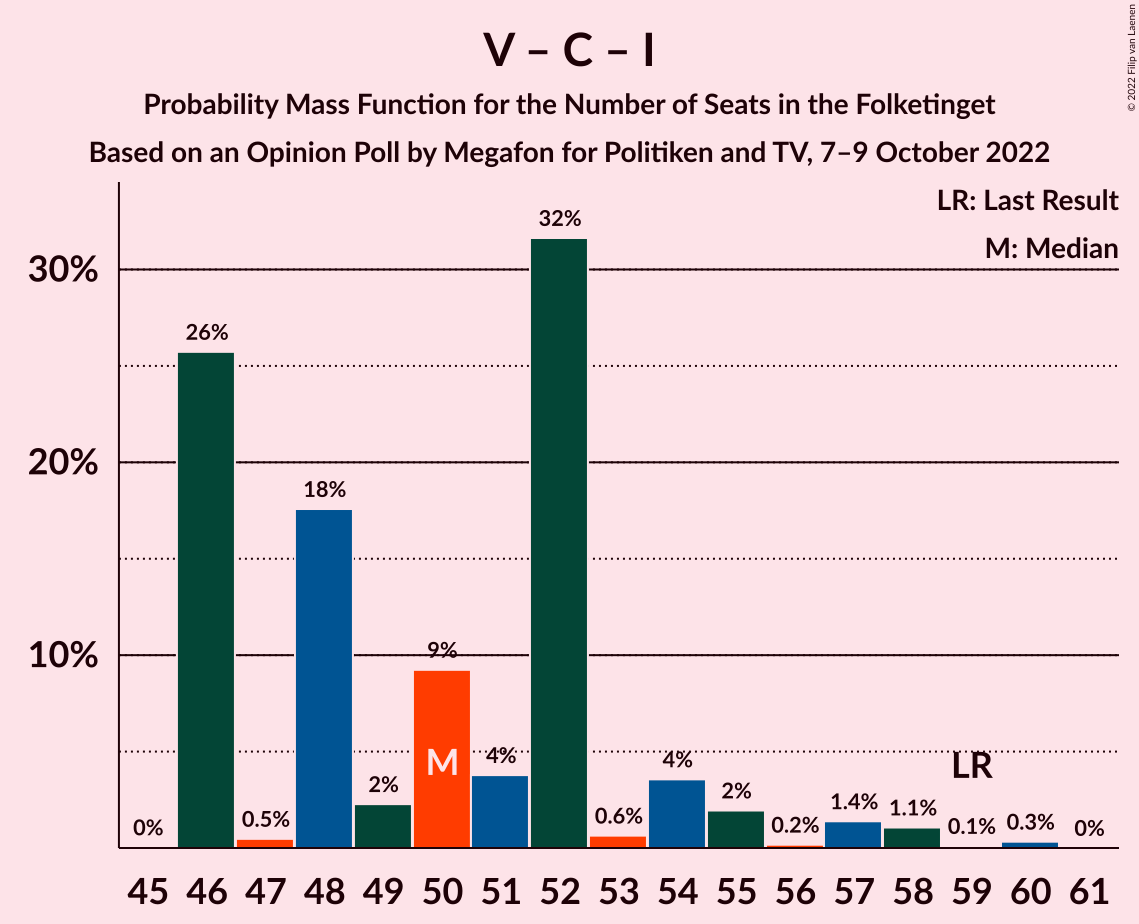 V – C – I
Probability Mass Function for the Number of Seats in the Folketinget
Based on an Opinion Poll by Megafon for Politiken and TV, 7–9 October 2022
© 2022 Filip van Laenen
LR: Last Result
M: Median
30%
20%
10%
0%
26%
0.5%
18%
2%
9%
4%
32%
0.6%
4%
2%
0.2%
1.4%
1.1%
0.1%
0.3%
0%
M
LR
45 46 47 48 49 50 51 52 53 54 55 56 57 58 59 60 61